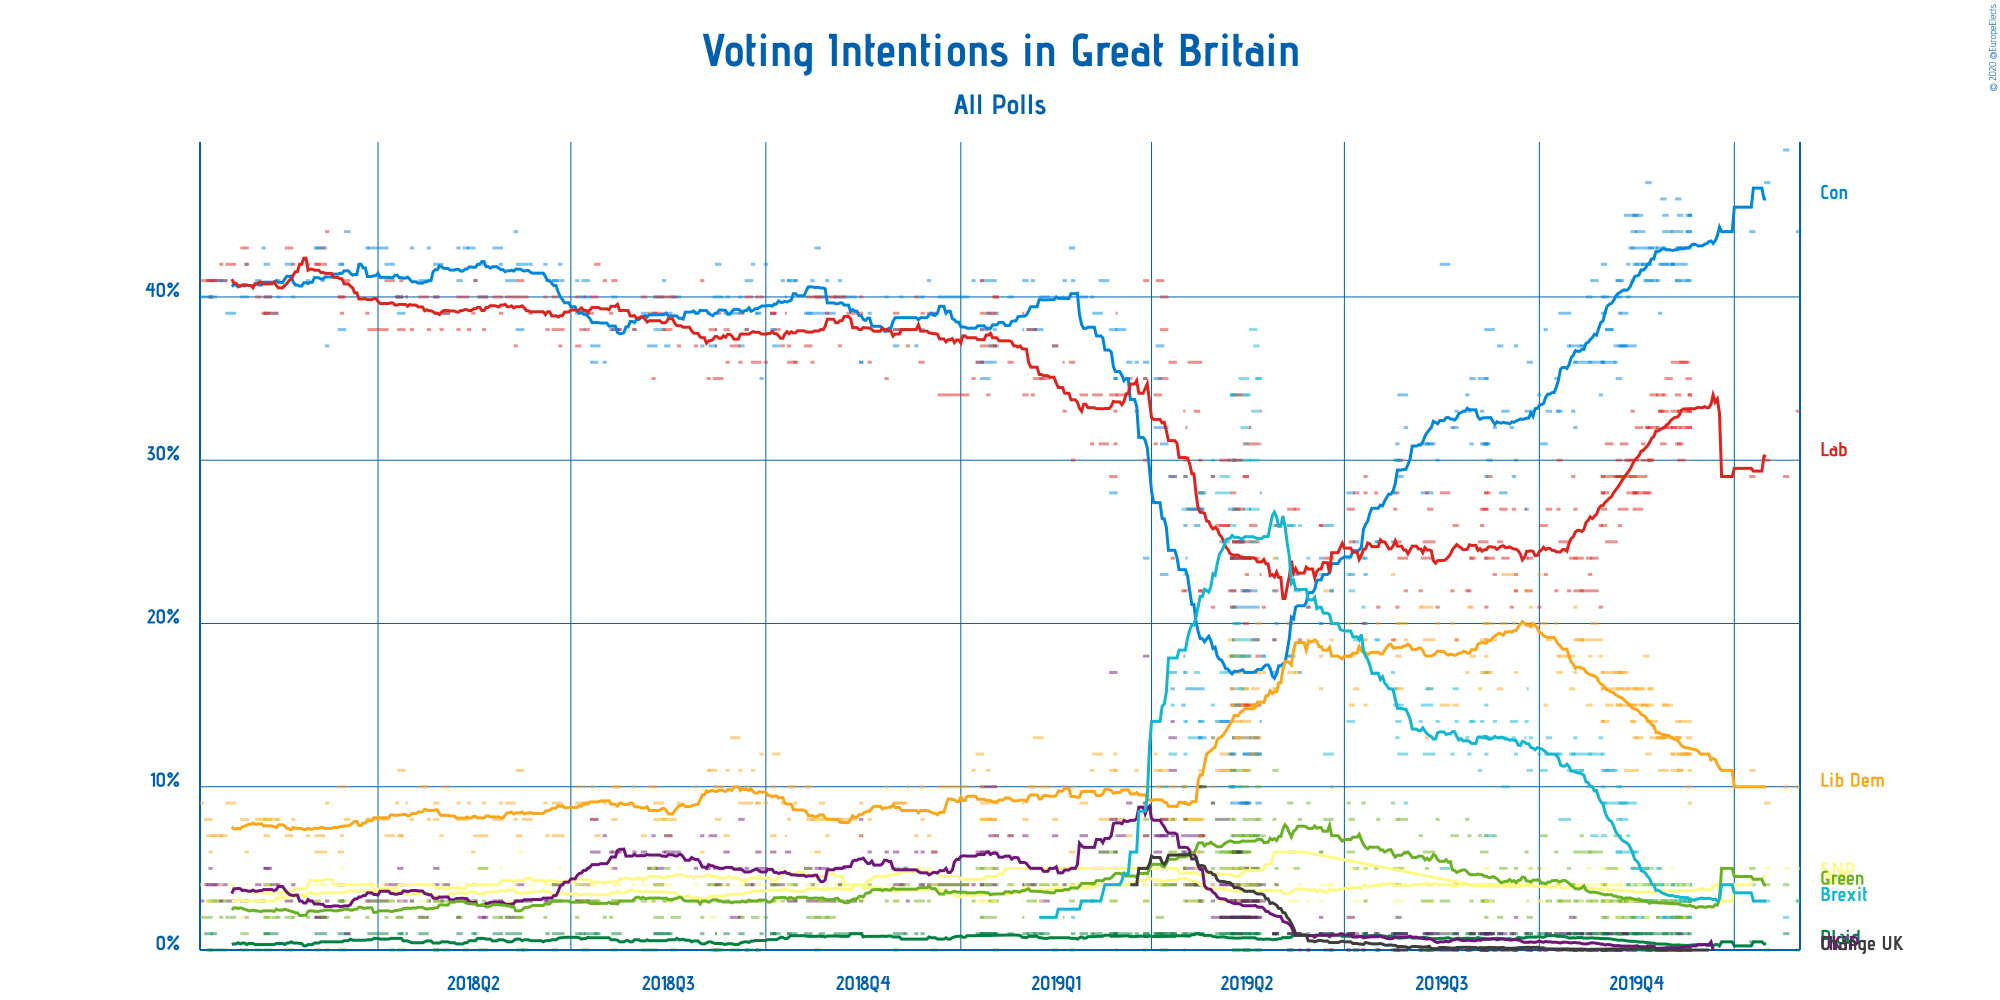 © 2020 @EuropeElects
Voting Intentions in Great Britain
All Polls
Con
40%
Lab
30%
20%
10%
Lib Dem
SNP
Green
Brexit
Plaid
Change UK
0%
2018Q2 2018Q3 2018Q4 2019Q1 2019Q2 2019Q3 2019Q4